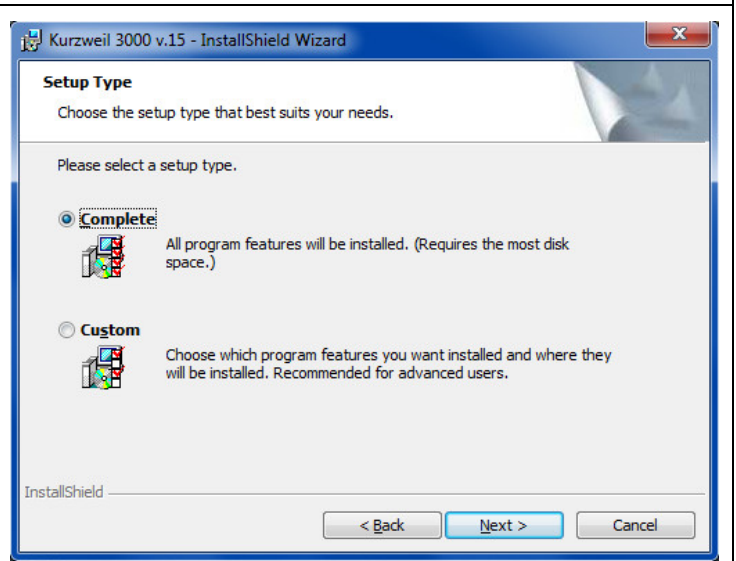 Kurzweil 3000 v.15 - InstallShield Wizard
Setup Type
Choose the setup type that best suits your needs.
Please select a setup type.
Complete
All program features will be installed. (Requires the most disk
space.)
Custom
Choose which program features you want installed and where they
will be installed. Recommended for advanced users.
InstallShield
< Back Next > Cancel